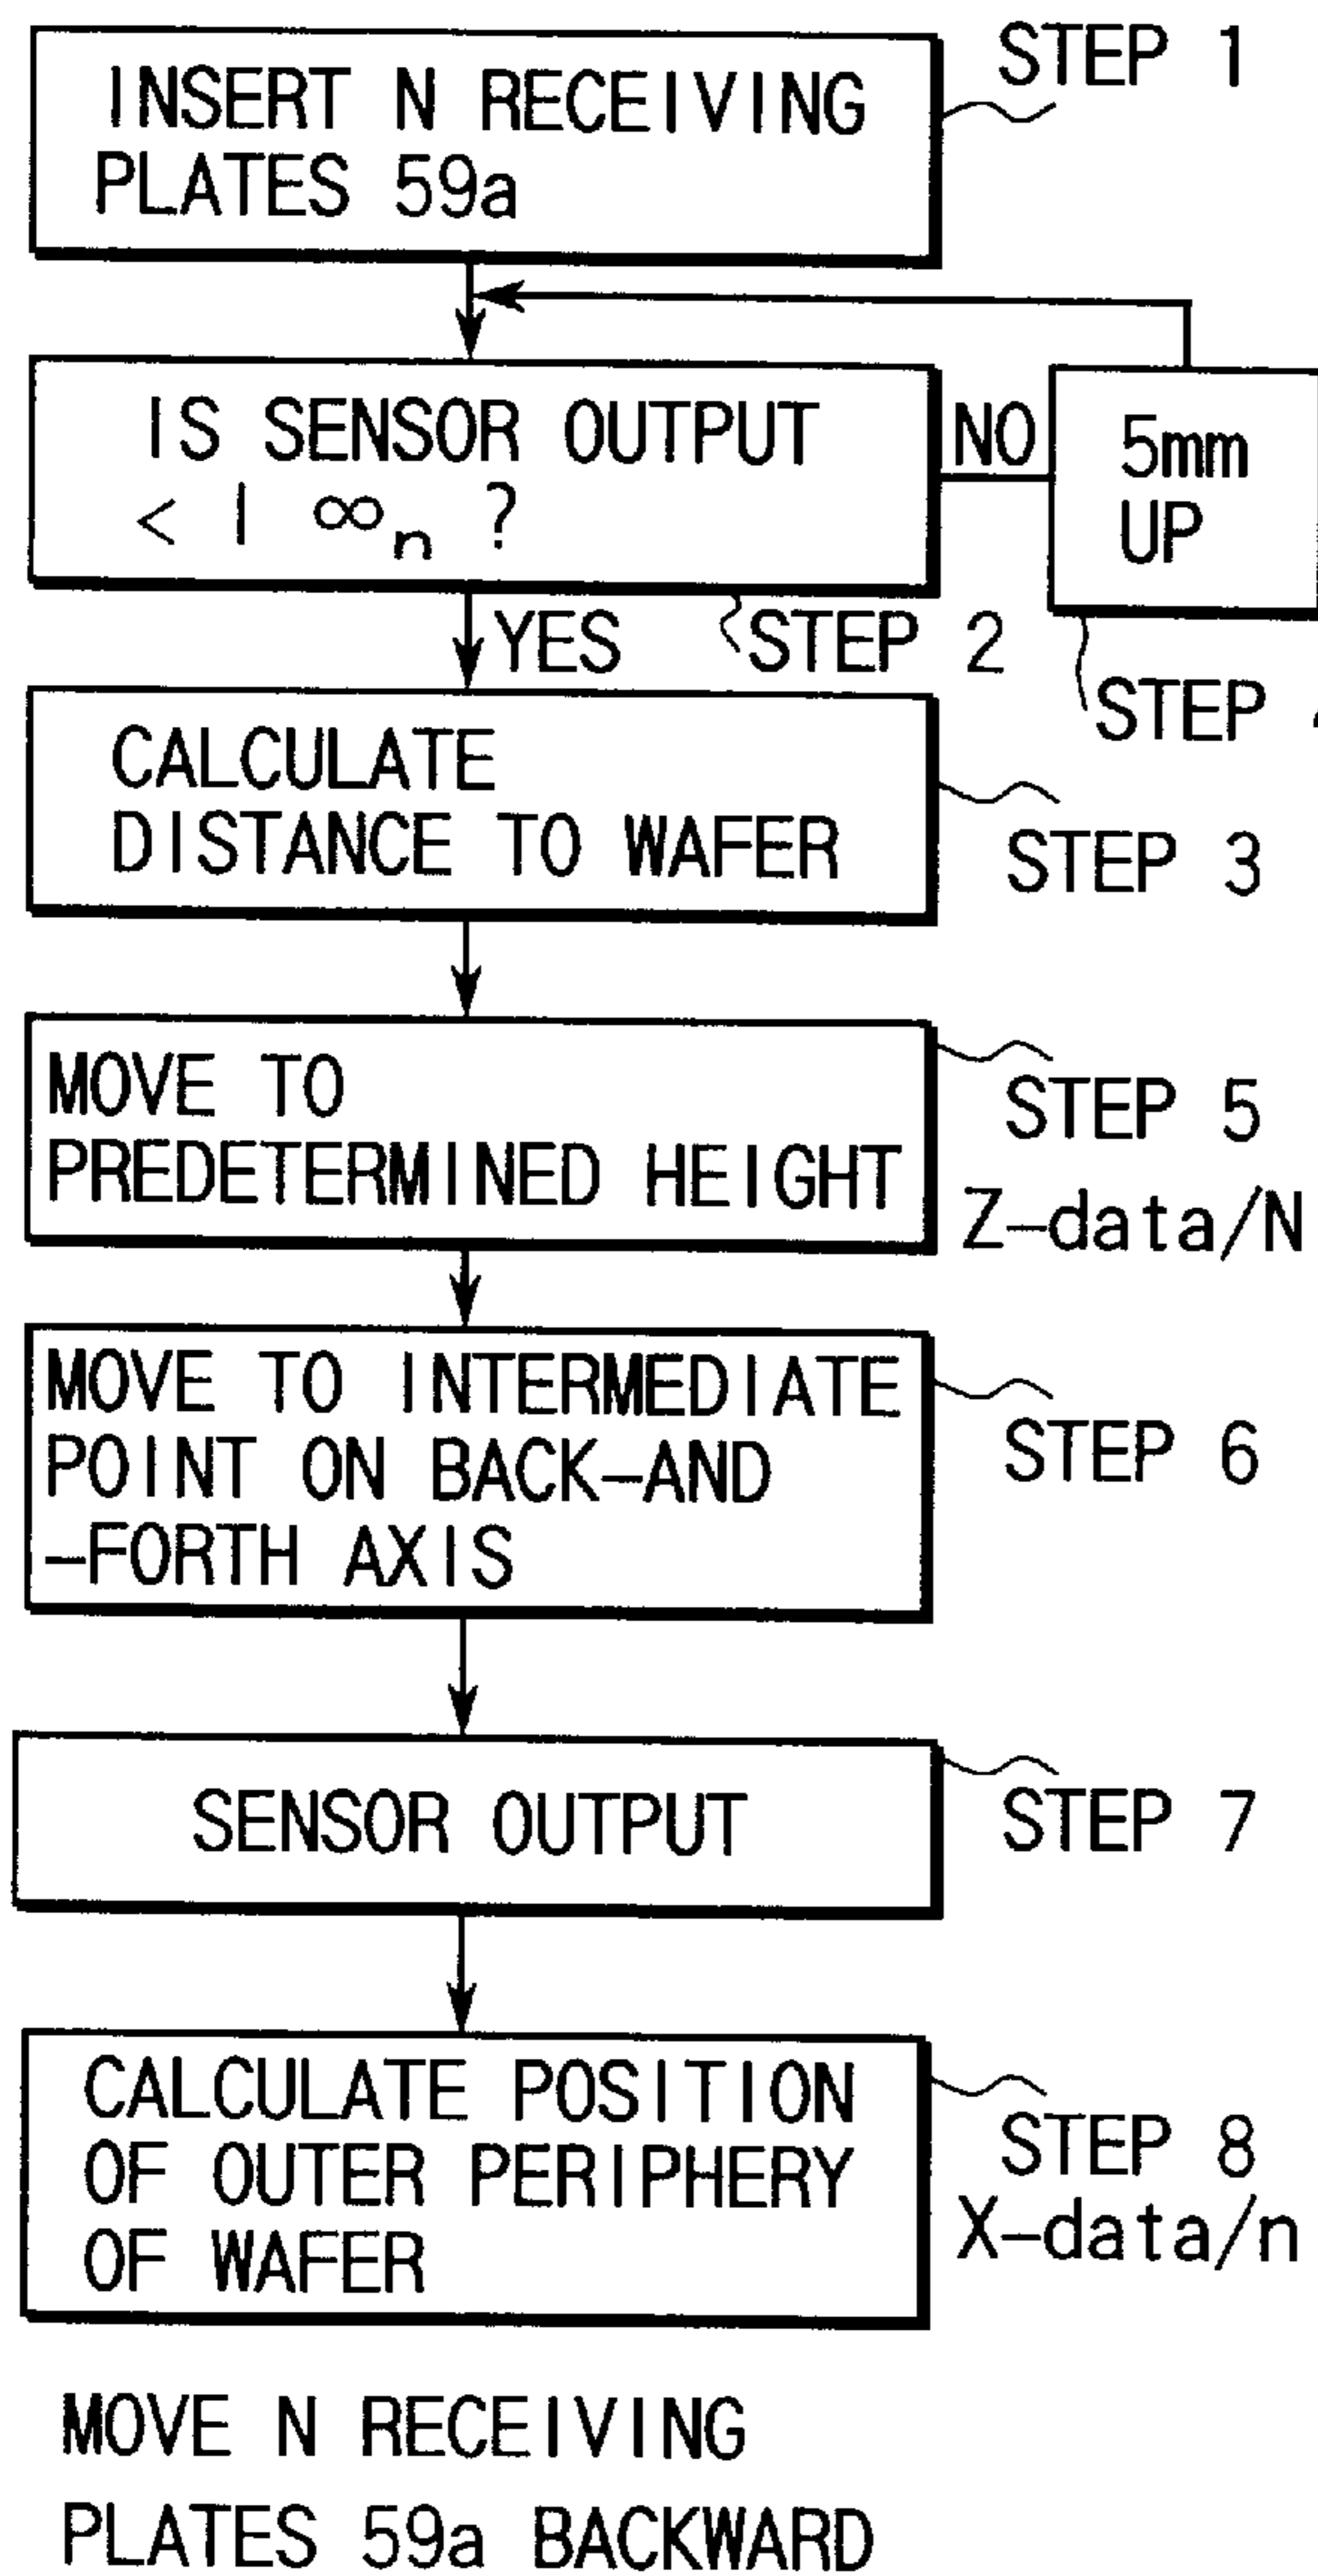 INSERT N RECEIVING
PLATES 59a
STEP 1
IS SENSOR OUTPUT
< I ∞n ?
NO
5mm
UP
YES
STEP 2
STEP
CALCULATE
DISTANCE TO WAFER
STEP 3
MOVE TO
PREDETERMINED HEIGHT
STEP 5
Z-data/N
MOVE TO INTERMEDIATE
POINT ON BACK-AND
-FORTH AXIS
STEP 6
SENSOR OUTPUT
STEP 7
CALCULATE POSITION
OF OUTER PERIPHERY
OF WAFER
STEP 8
X-data/n
MOVE N RECEIVING
PLATES 59a BACKWARD